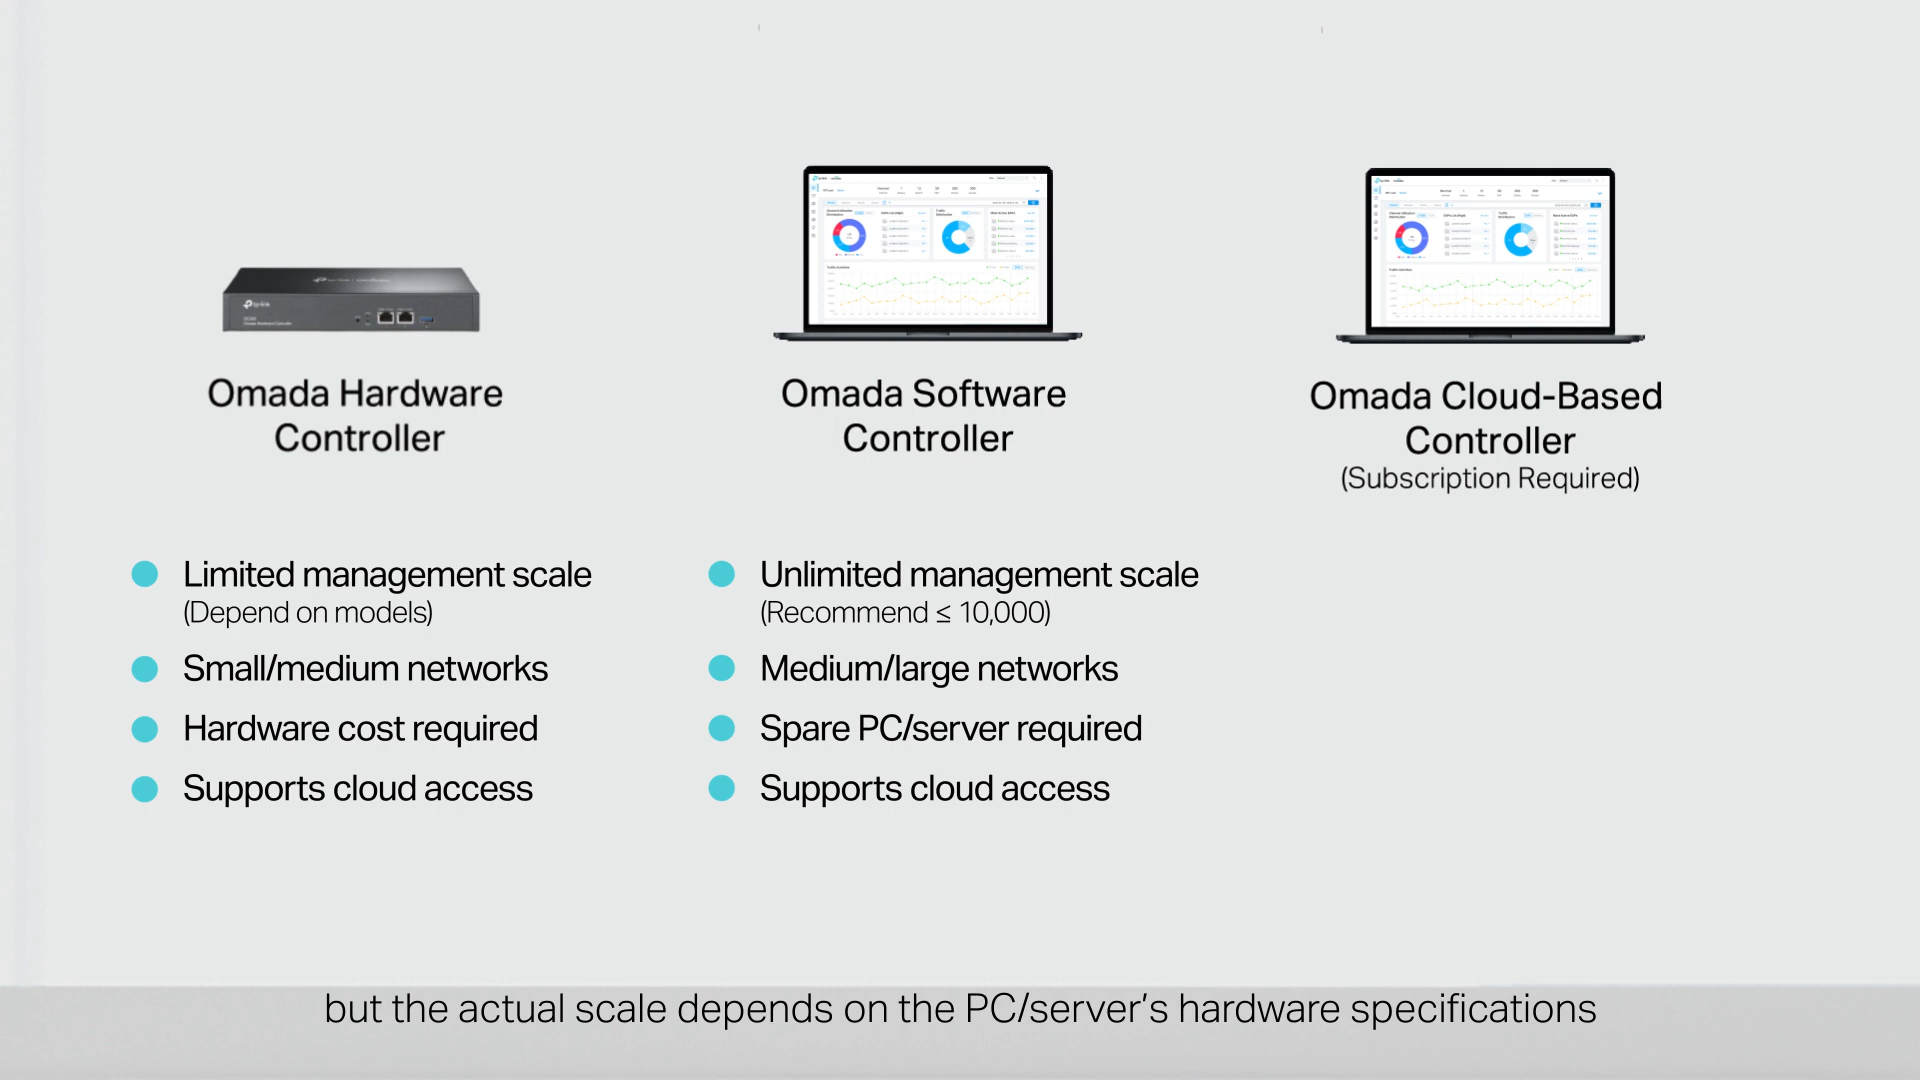 tp-link
Omada Hardware
Controller
Omada Software
Controller
Omada Cloud-Based
Controller
(Subscription Required)
Limited management scale
(Depend on models)
Small/medium networks
Hardware cost required
Supports cloud access
Unlimited management scale
(Recommend ≤ 10,000)
Medium/large networks
Spare PC/server required
Supports cloud access
but the actual scale depends on the PC/server’s hardware specifications